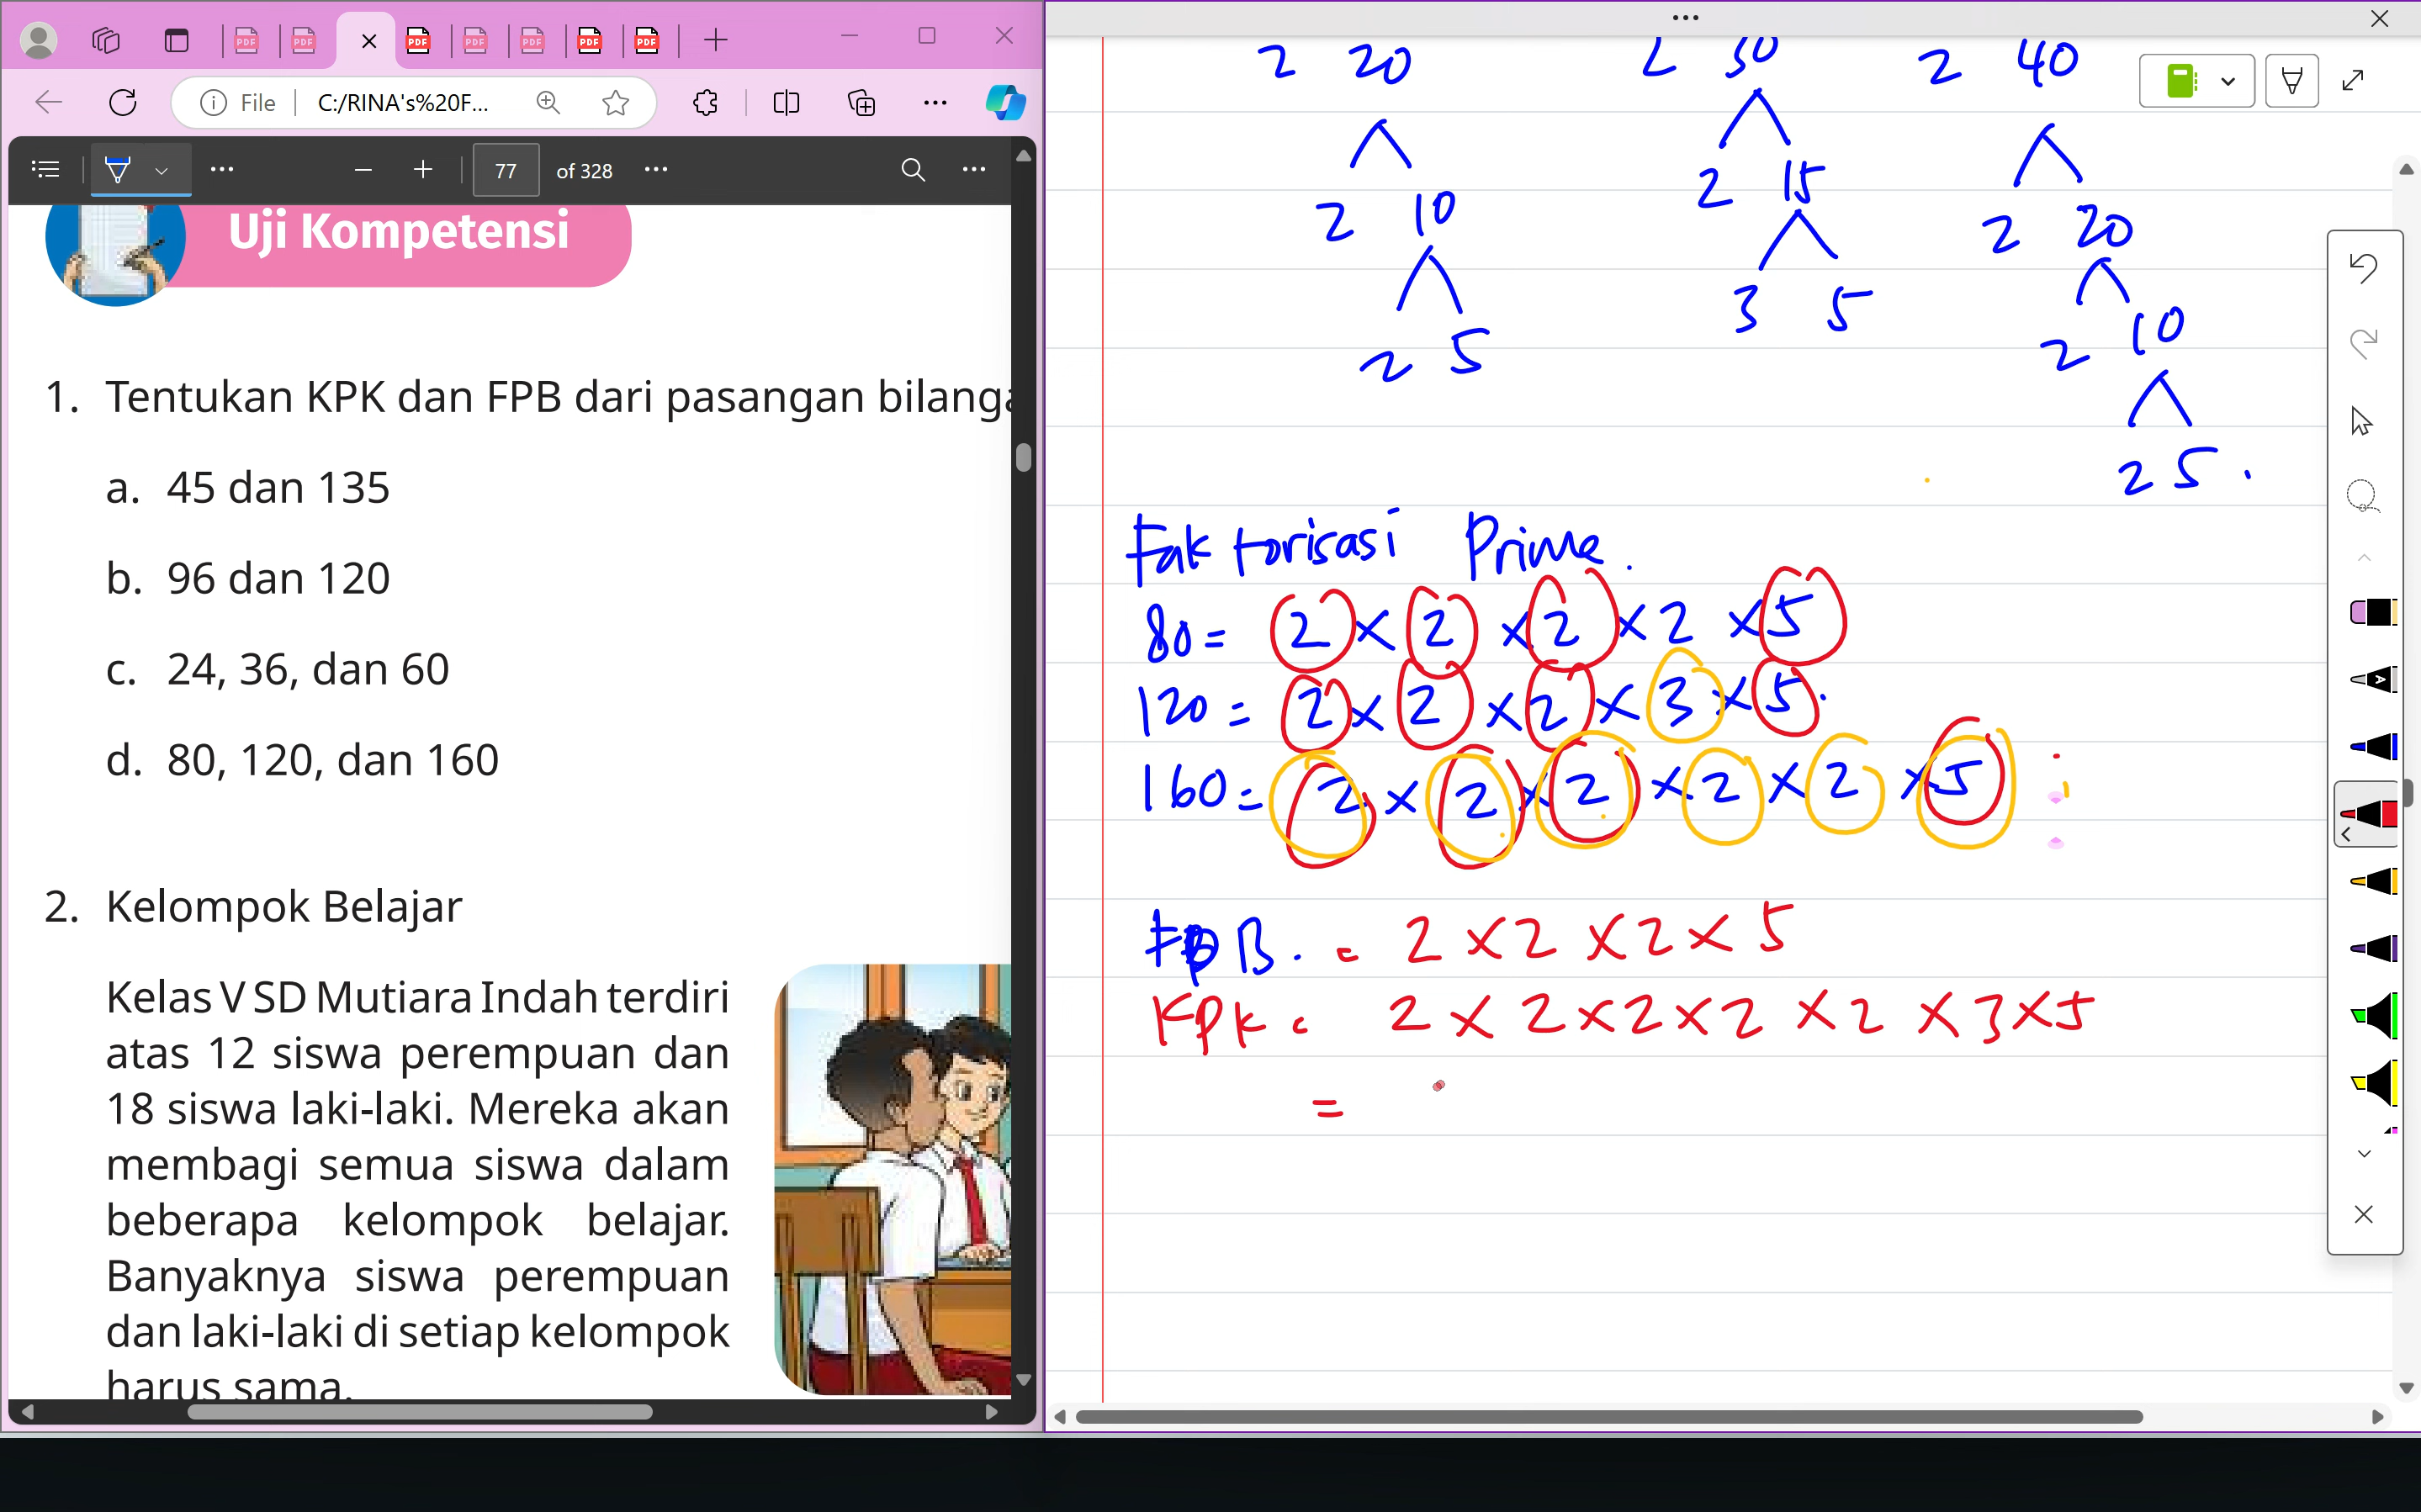 File C:/RINA's%20F...
77 of 328
Uji Kompetensi
1. Tentukan KPK dan FPB dari pasangan bilanga
a. 45 dan 135
b. 96 dan 120
c. 24, 36, dan 60
d. 80, 120, dan 160
2. Kelompok Belajar
Kelas V SD Mutiara Indah terdiri
atas 12 siswa perempuan dan
18 siswa laki-laki. Mereka akan
membagi semua siswa dalam
beberapa kelompok belajar.
Banyaknya siswa perempuan
dan laki-laki di setiap kelompok
harus sama.
2 20 2 30 2 40
2 10 2 15 2 20
2 5 3 5 2 10
2 5 .
Faktorisasi Prime.
80 = 2 × 2 × 2 × 2 × 5
120 = 2 × 2 × 2 × 3 × 5.
160 = 2 × 2 × 2 × 2 × 2 × 5
FPB. = 2 × 2 × 2 × 5
KPK = 2 × 2 × 2 × 2 × 2 × 3 × 5
=